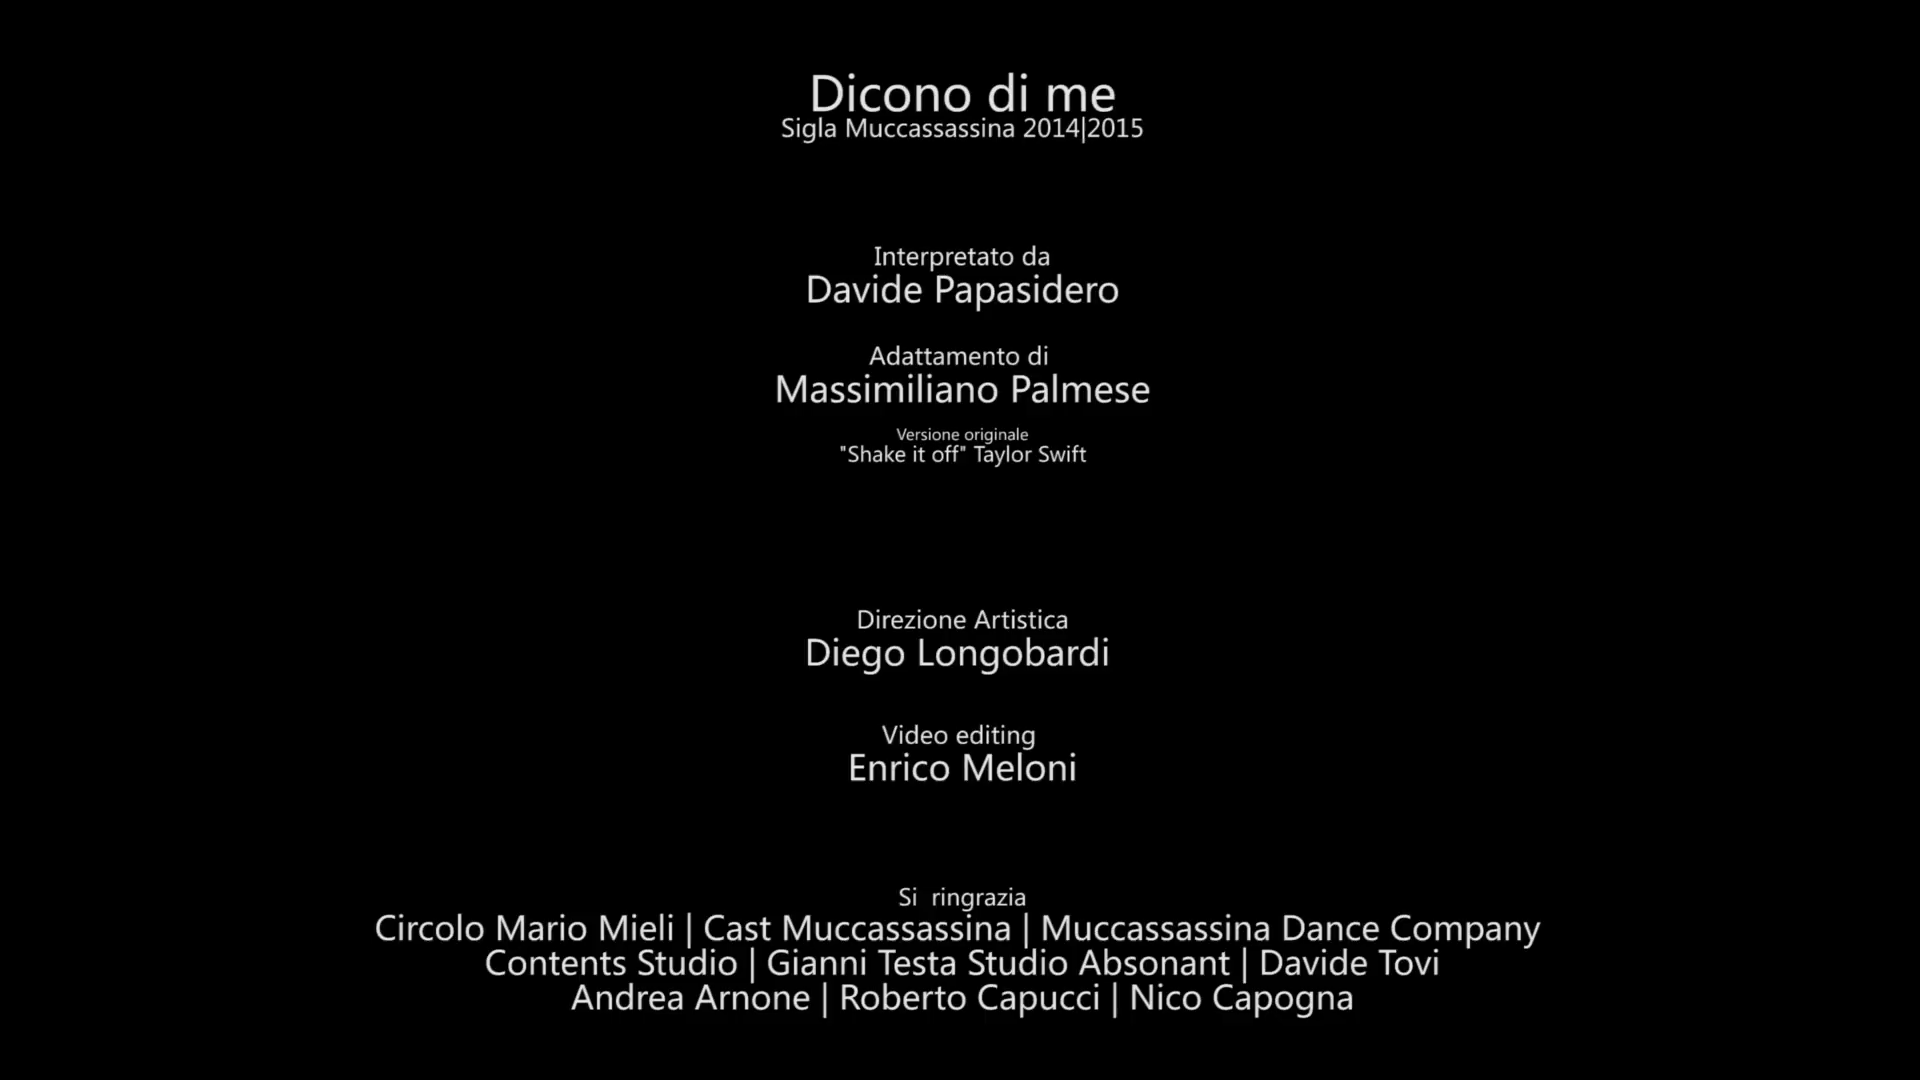 Dicono di me
Sigla Muccassassina 2014|2015
Interpretato da
Davide Papasidero
Adattamento di
Massimiliano Palmese
Versione originale
"Shake it off" Taylor Swift
Direzione Artistica
Diego Longobardi
Video editing
Enrico Meloni
Si ringrazia
Circolo Mario Mieli | Cast Muccassassina | Muccassassina Dance Company
Contents Studio | Gianni Testa Studio Absonant | Davide Tovi
Andrea Arnone | Roberto Capucci | Nico Capogna